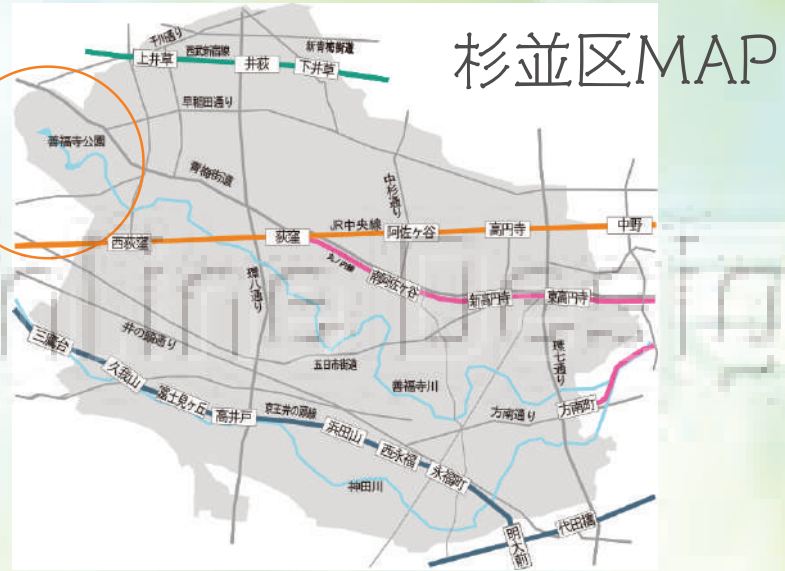 杉並区MAP
千川通り
西武新宿線
新青梅街道
上井草
井荻
下井草
早稲田通り
善福寺公園
青梅街道
中杉通り
JR中央線
西荻窪
荻窪
阿佐ケ谷
高円寺
中野
丸ノ内線
南阿佐ケ谷
新高円寺
東高円寺
環八通り
井の頭通り
五日市街道
環七通り
三鷹台
久我山
富士見ヶ丘
高井戸
京王井の頭線
善福寺川
方南通り
方南町
浜田山
西永福
永福町
神田川
明大前
代田橋